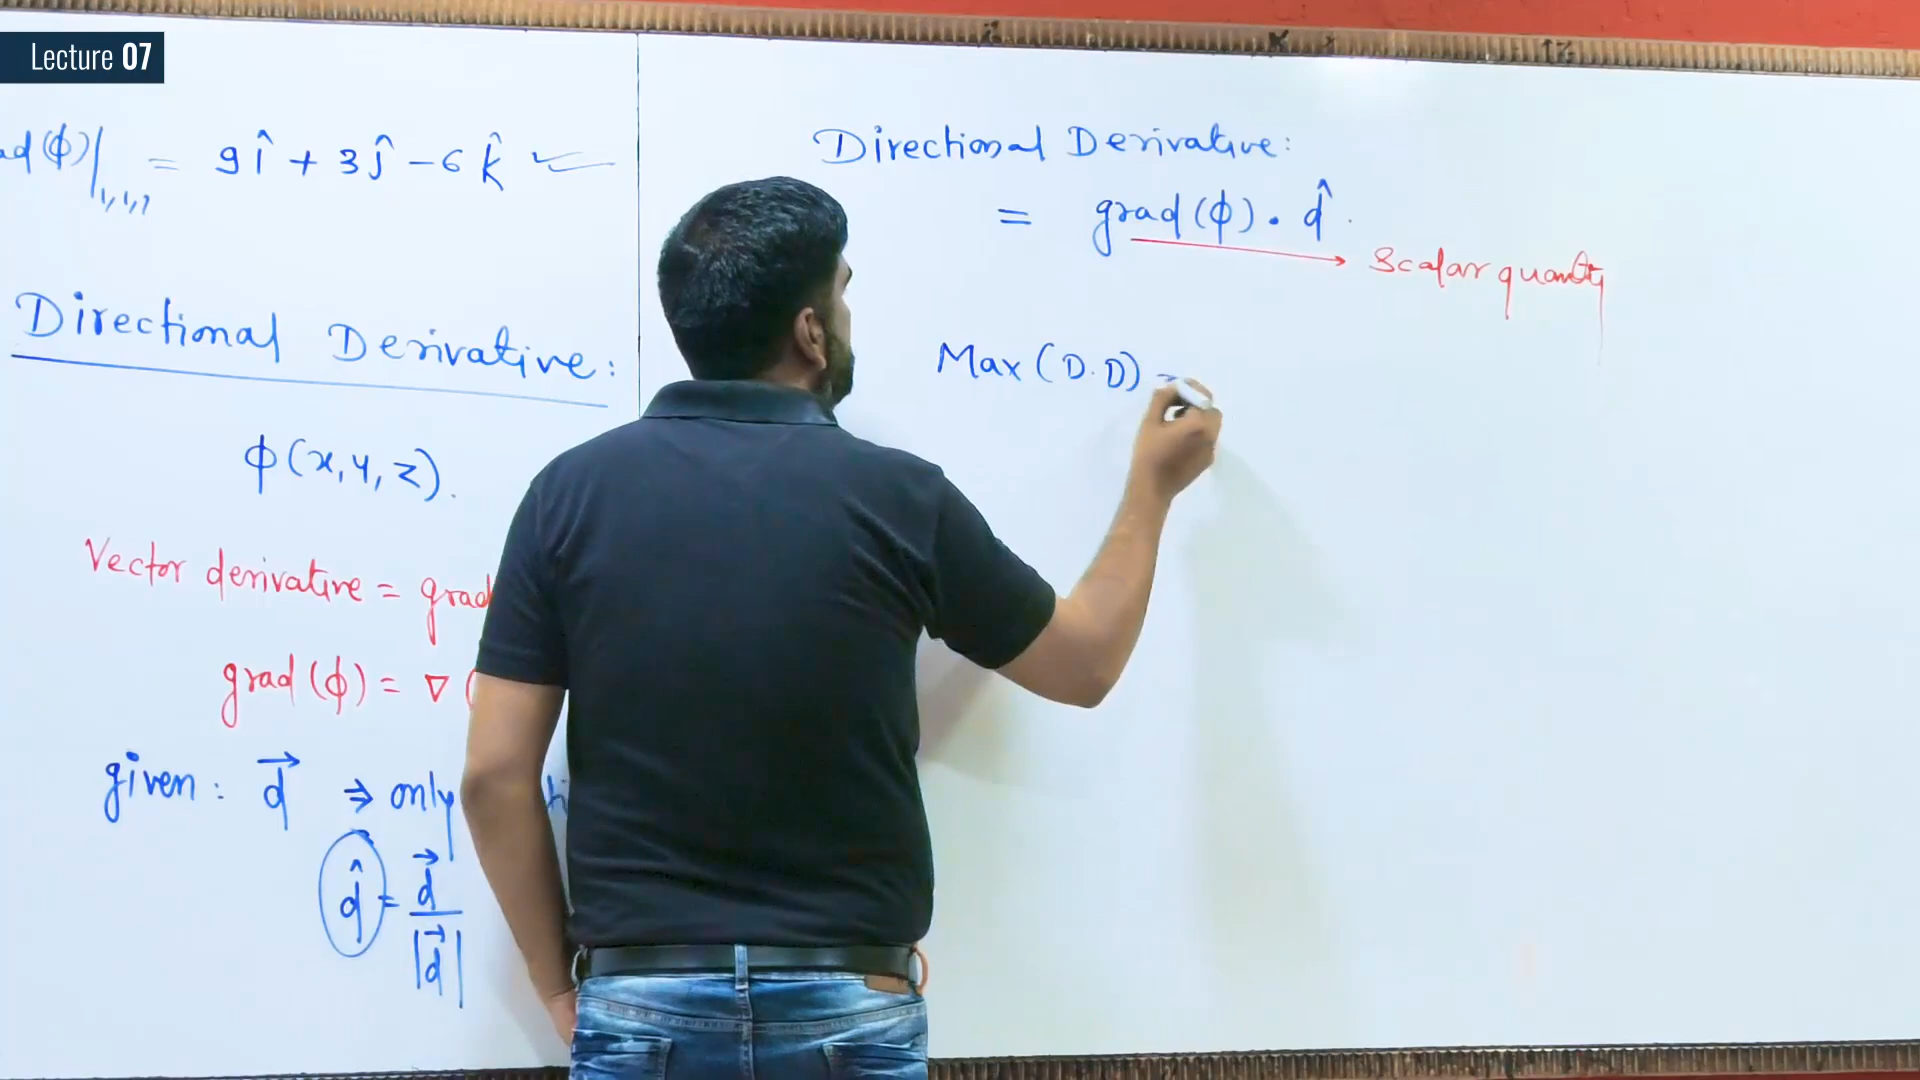 Lecture 07
ad(ϕ)|₁,₁,₁ = 9î + 3ĵ - 6k̂
Directional Derivative:
ϕ(x, y, z).
Vector derivative = grad
grad (ϕ) = ∇ (
given: d⃗ ⇒ only
d̂ = d⃗ / |d⃗|
Directional Derivative:
= grad(ϕ) • d̂.
→ Scalar quantity
Max (D.D) =